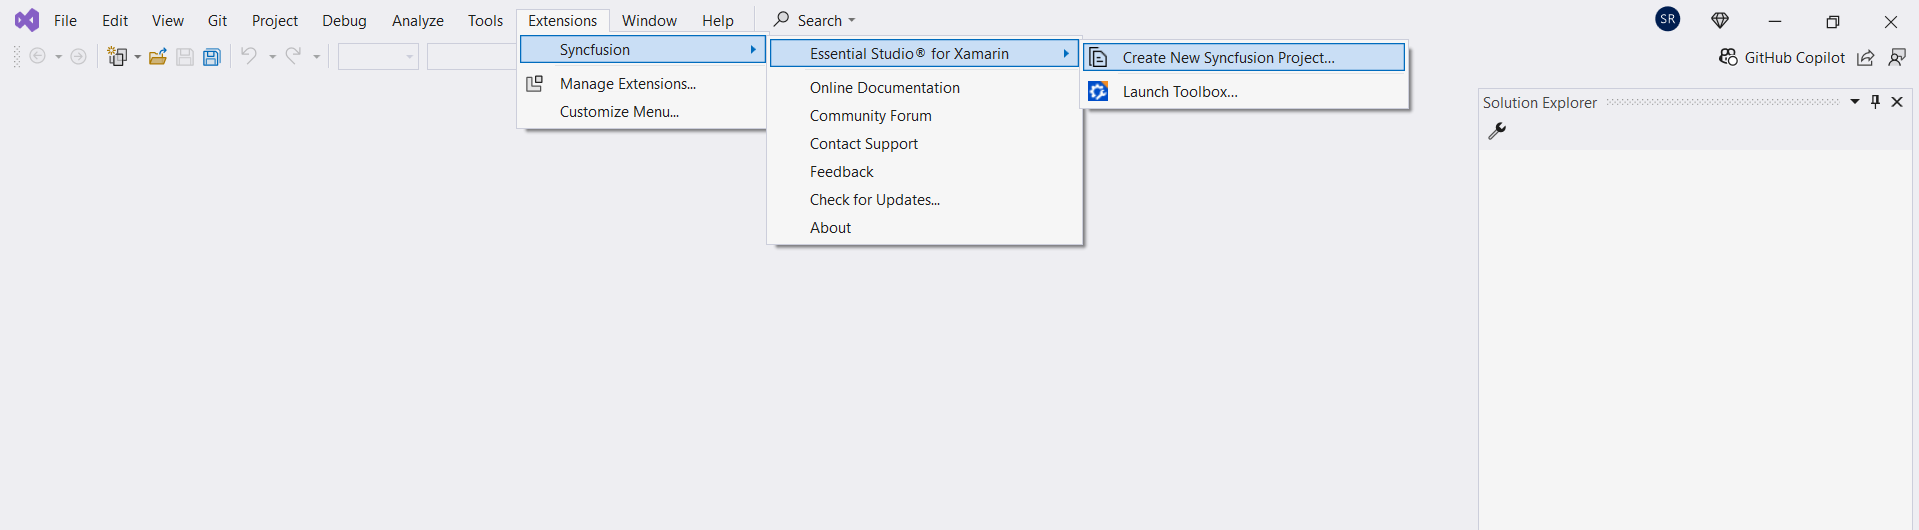 File Edit View Git Project Debug Analyze Tools Extensions Window Help Search SR
GitHub Copilot
Syncfusion
Manage Extensions...
Customize Menu...
Essential Studio® for Xamarin
Online Documentation
Community Forum
Contact Support
Feedback
Check for Updates...
About
Create New Syncfusion Project...
Launch Toolbox...
Solution Explorer